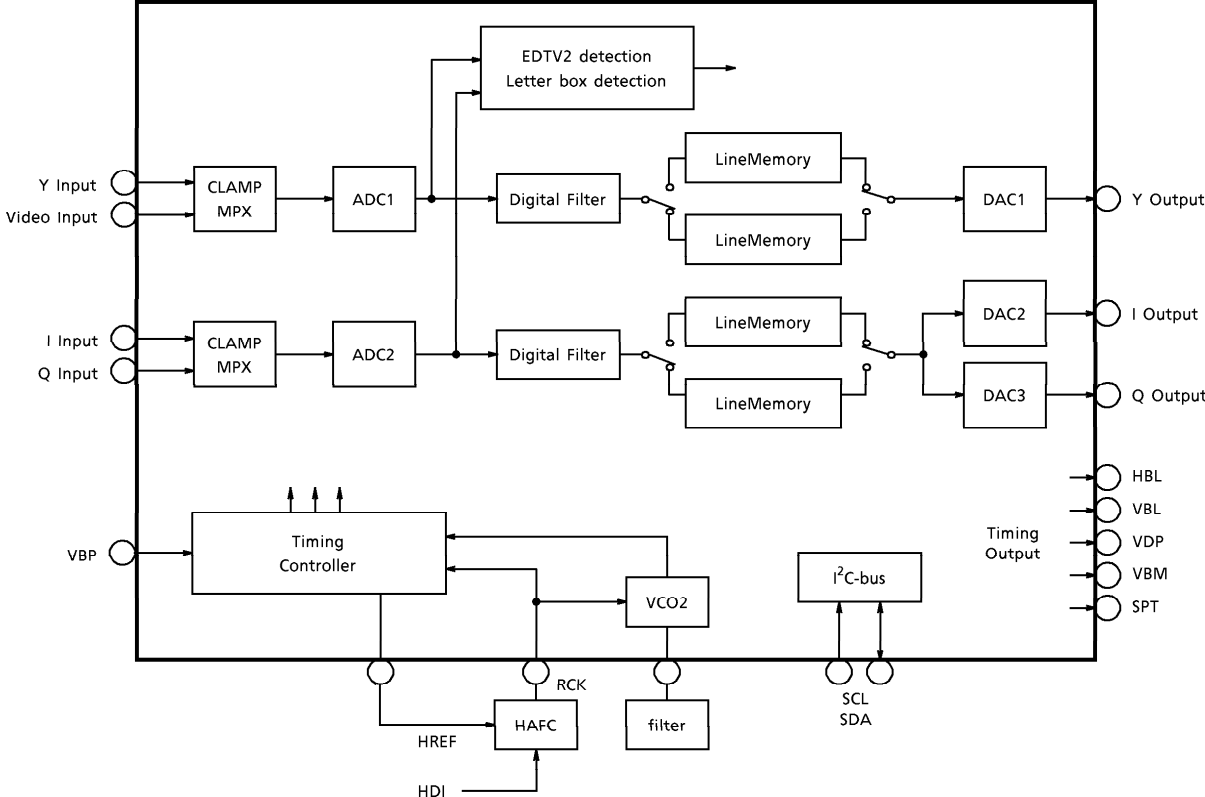 EDTV2 detection
Letter box detection
Y Input
Video Input
CLAMP
MPX
ADC1
Digital Filter
LineMemory
LineMemory
DAC1
Y Output
I Input
Q Input
CLAMP
MPX
ADC2
Digital Filter
LineMemory
LineMemory
DAC2
I Output
DAC3
Q Output
VBP
Timing
Controller
VCO2
I2C-bus
Timing
Output
HBL
VBL
VDP
VBM
SPT
RCK
HAFC
filter
SCL
SDA
HREF
HDI